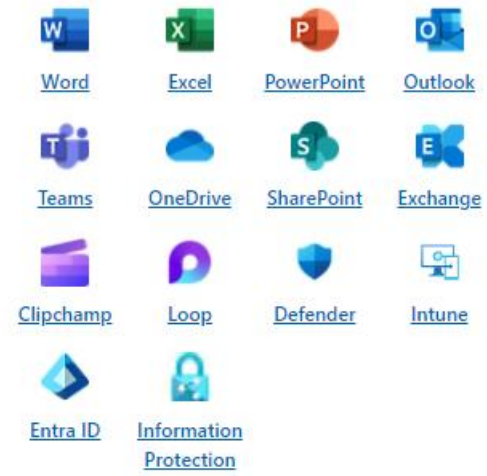 W X P O
Word Excel PowerPoint Outlook
T S E
Teams OneDrive SharePoint Exchange
Clipchamp Loop Defender Intune
Entra ID Information
Protection